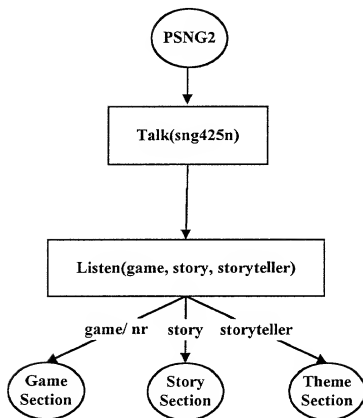 PSNG2
Talk(sng425n)
Listen(game, story, storyteller)
game/ nr story storyteller
Game
Section
Story
Section
Theme
Section